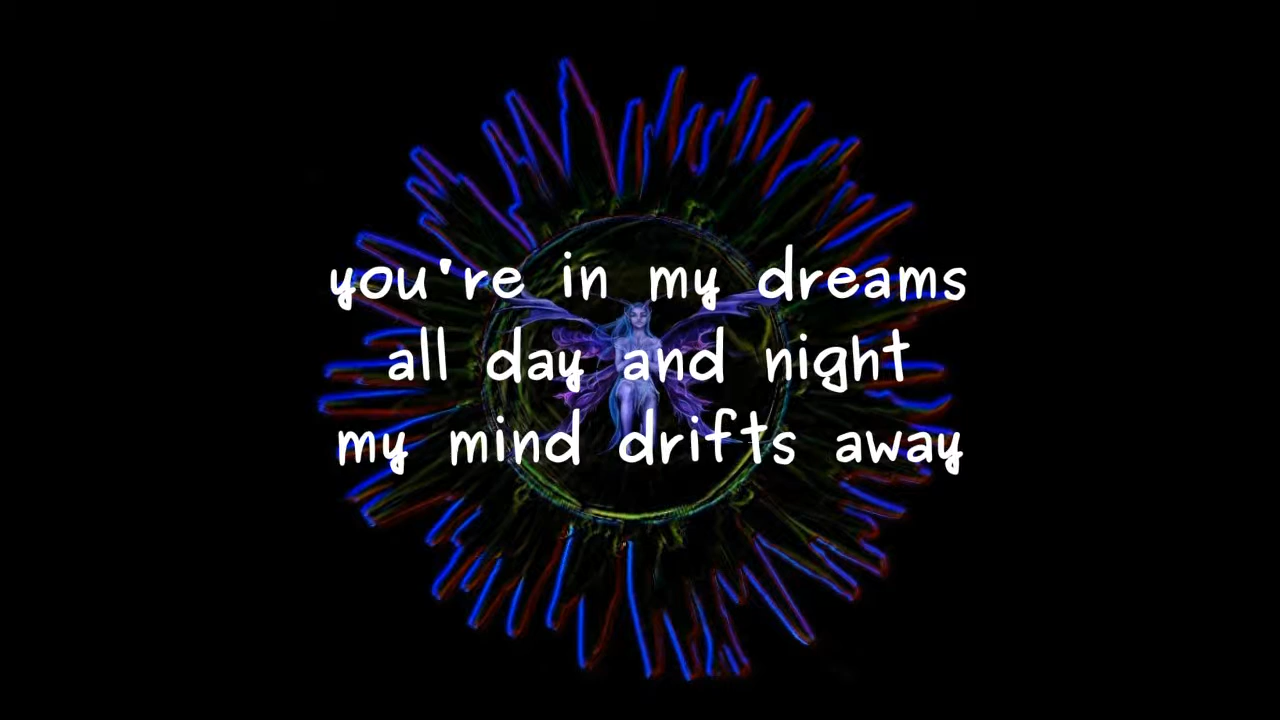 you're in my dreams
all day and night
my mind drifts away